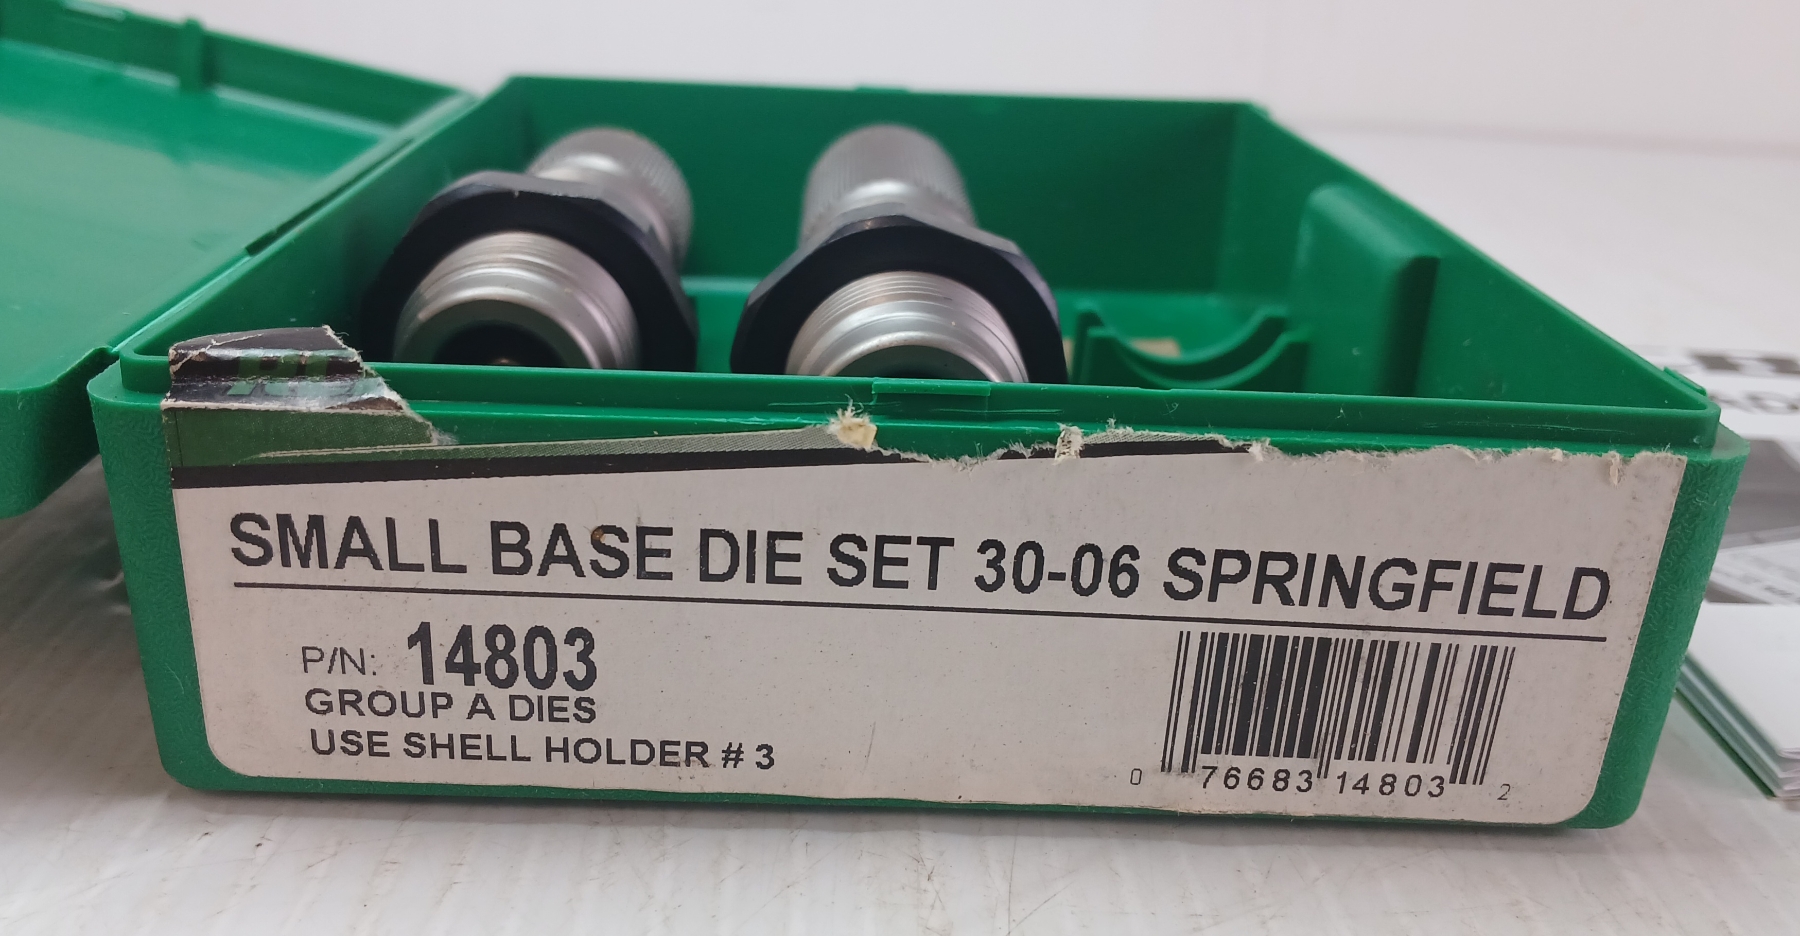 SMALL BASE DIE SET 30-06 SPRINGFIELD
P/N: 14803
GROUP A DIES
USE SHELL HOLDER # 3
0 76683 14803 2